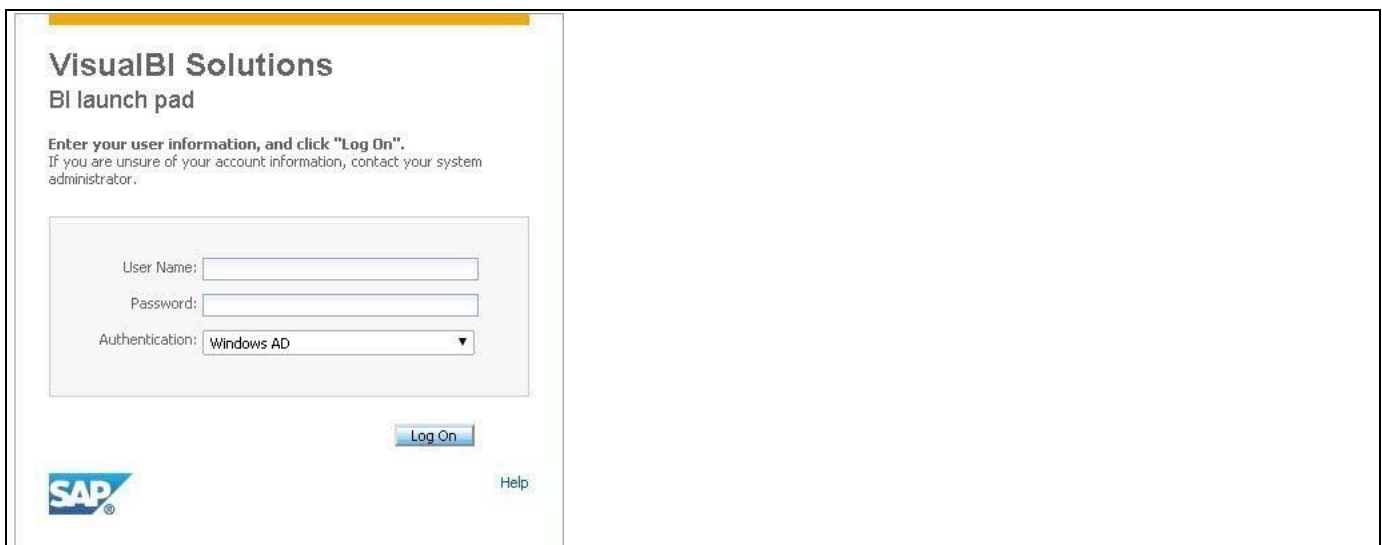 VisualBI Solutions
BI launch pad
Enter your user information, and click "Log On".
If you are unsure of your account information, contact your system
administrator.
User Name:
Password:
Authentication: Windows AD
Log On
SAP®
Help